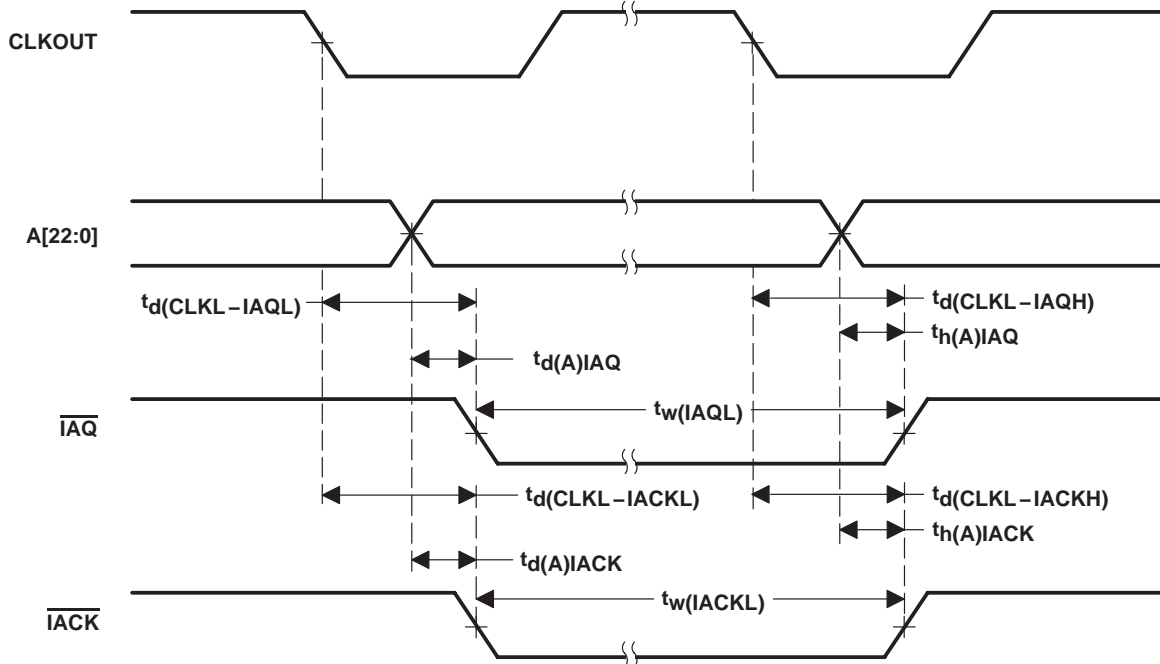 CLKOUT
A[22:0]
td(CLKL−IAQL)
td(CLKL−IAQH)
th(A)IAQ
td(A)IAQ
tw(IAQL)
IAQ
td(CLKL−IACKL)
td(CLKL−IACKH)
th(A)IACK
td(A)IACK
tw(IACKL)
IACK